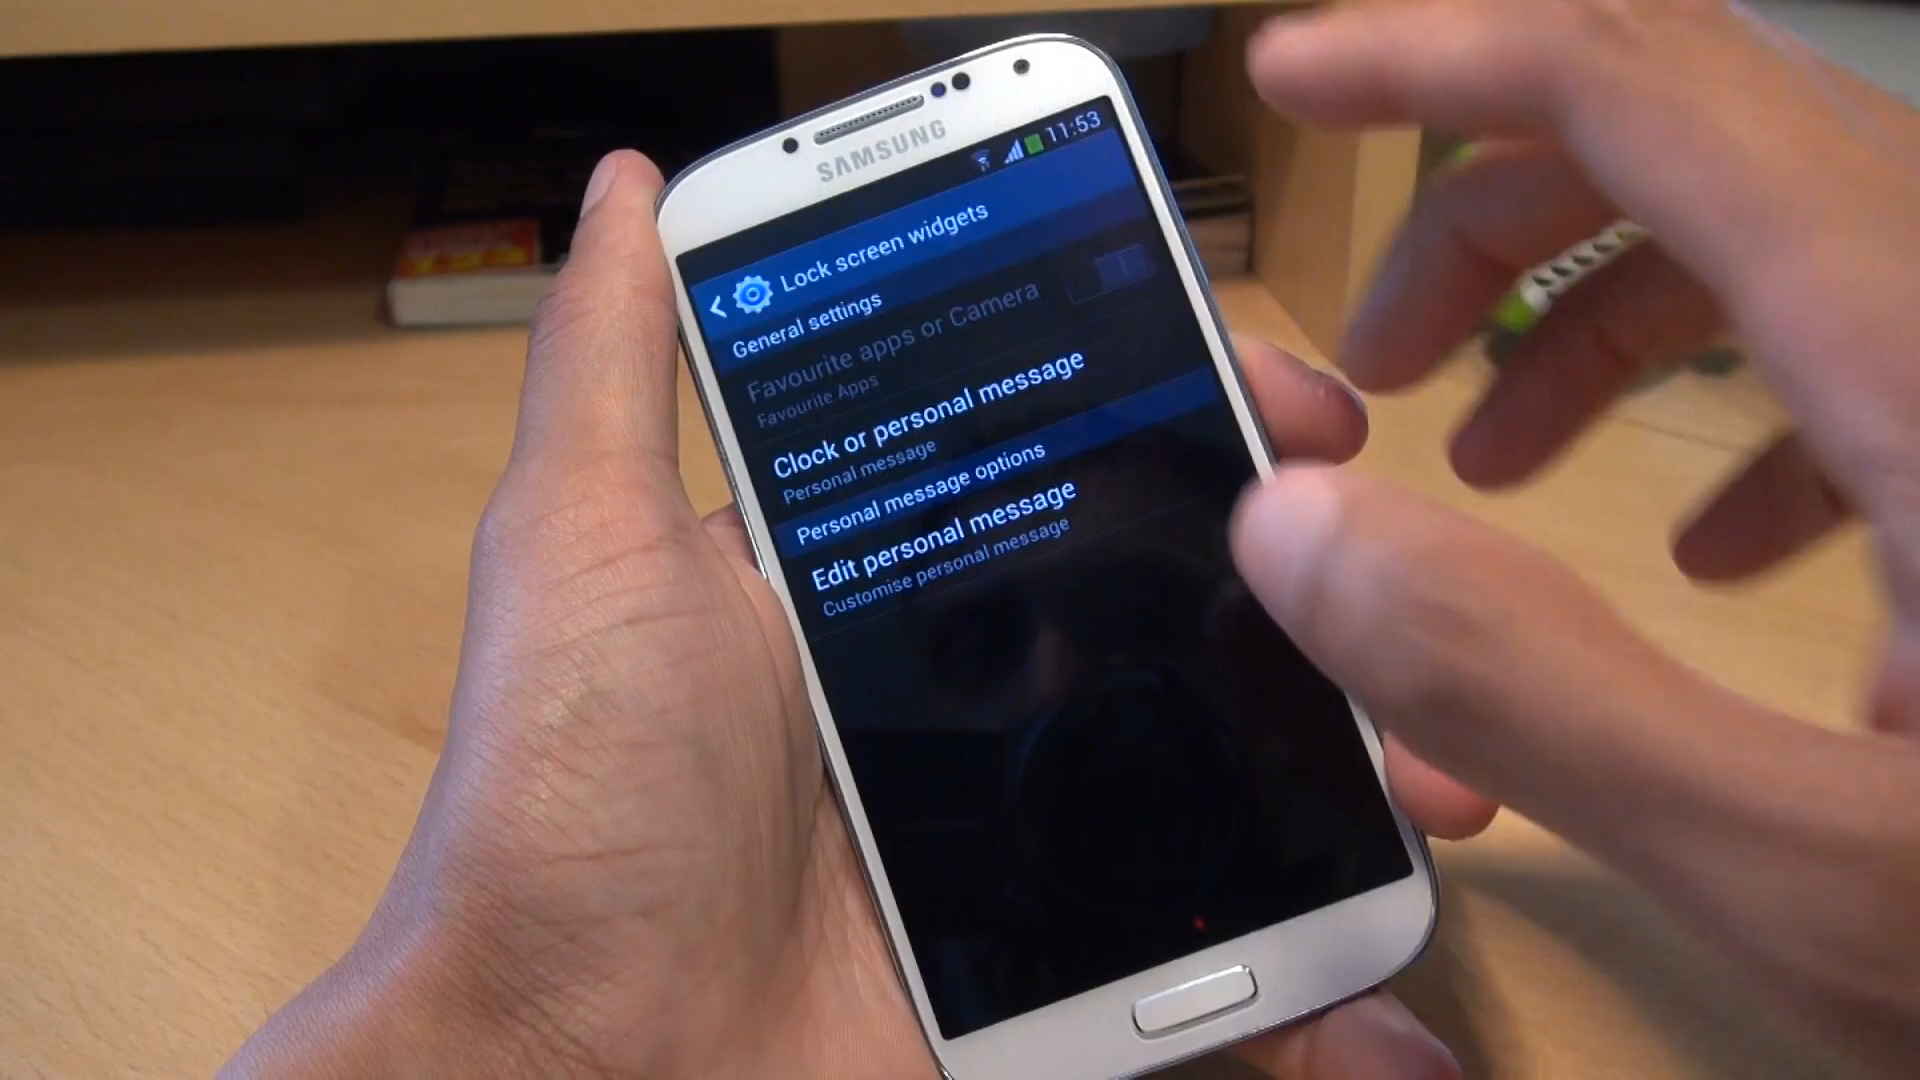 SAMSUNG
11:53
Lock screen widgets
General settings
Favourite apps or Camera
Favourite Apps
Clock or personal message
Personal message
Personal message options
Edit personal message
Customise personal message